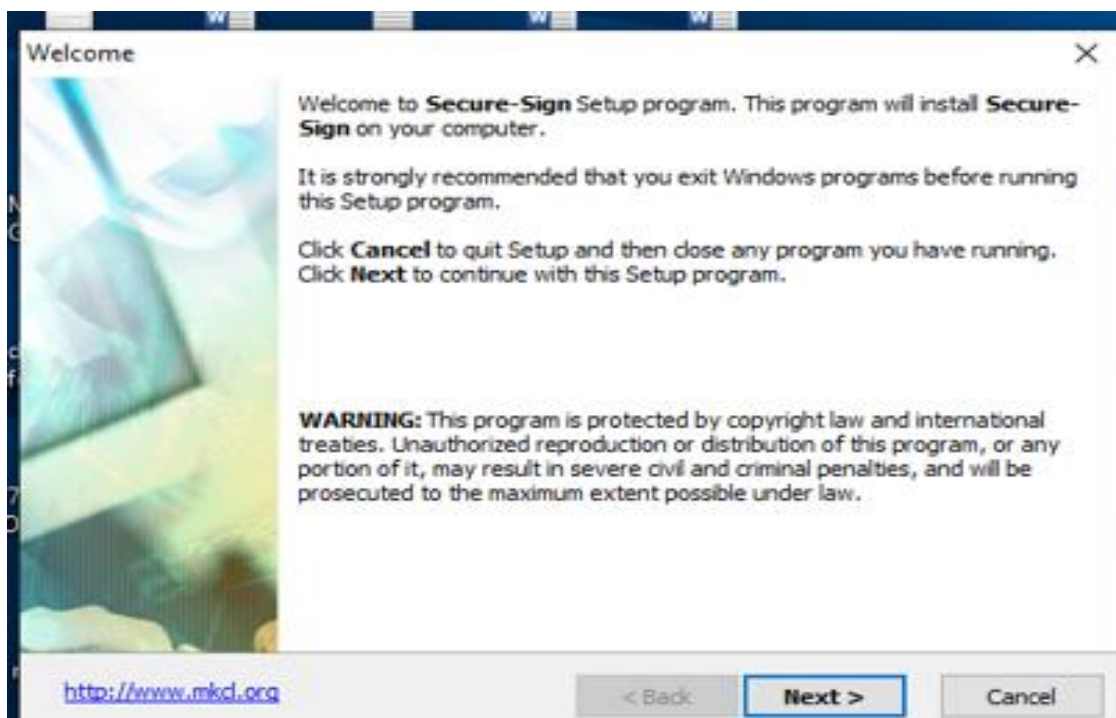 Welcome
Welcome to Secure-Sign Setup program. This program will install Secure-
Sign on your computer.
It is strongly recommended that you exit Windows programs before running
this Setup program.
Click Cancel to quit Setup and then close any program you have running.
Click Next to continue with this Setup program.
WARNING: This program is protected by copyright law and international
treaties. Unauthorized reproduction or distribution of this program, or any
portion of it, may result in severe civil and criminal penalties, and will be
prosecuted to the maximum extent possible under law.
http://www.mkcl.org
< Back
Next >
Cancel